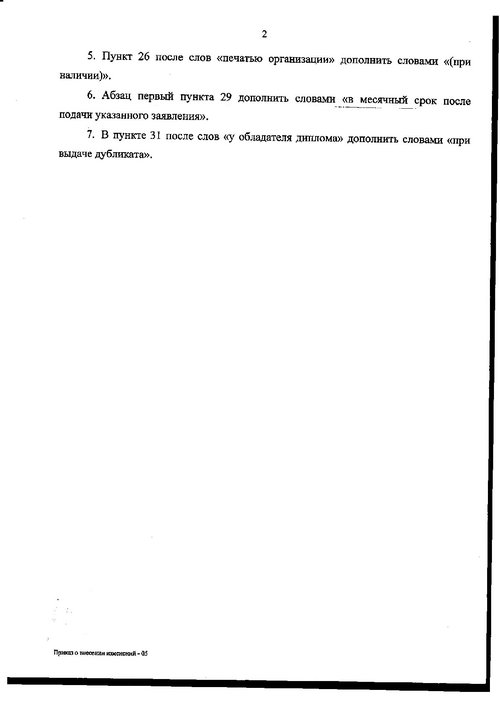 2
5. Пункт 26 после слов «печатью организации» дополнить словами «(при
наличии)».
6. Абзац первый пункта 29 дополнить словами «в месячный срок после
подачи указанного заявления».
7. В пункте 31 после слов «у обладателя диплома» дополнить словами «при
выдаче дубликата».
Приказ о внесении изменений - 05